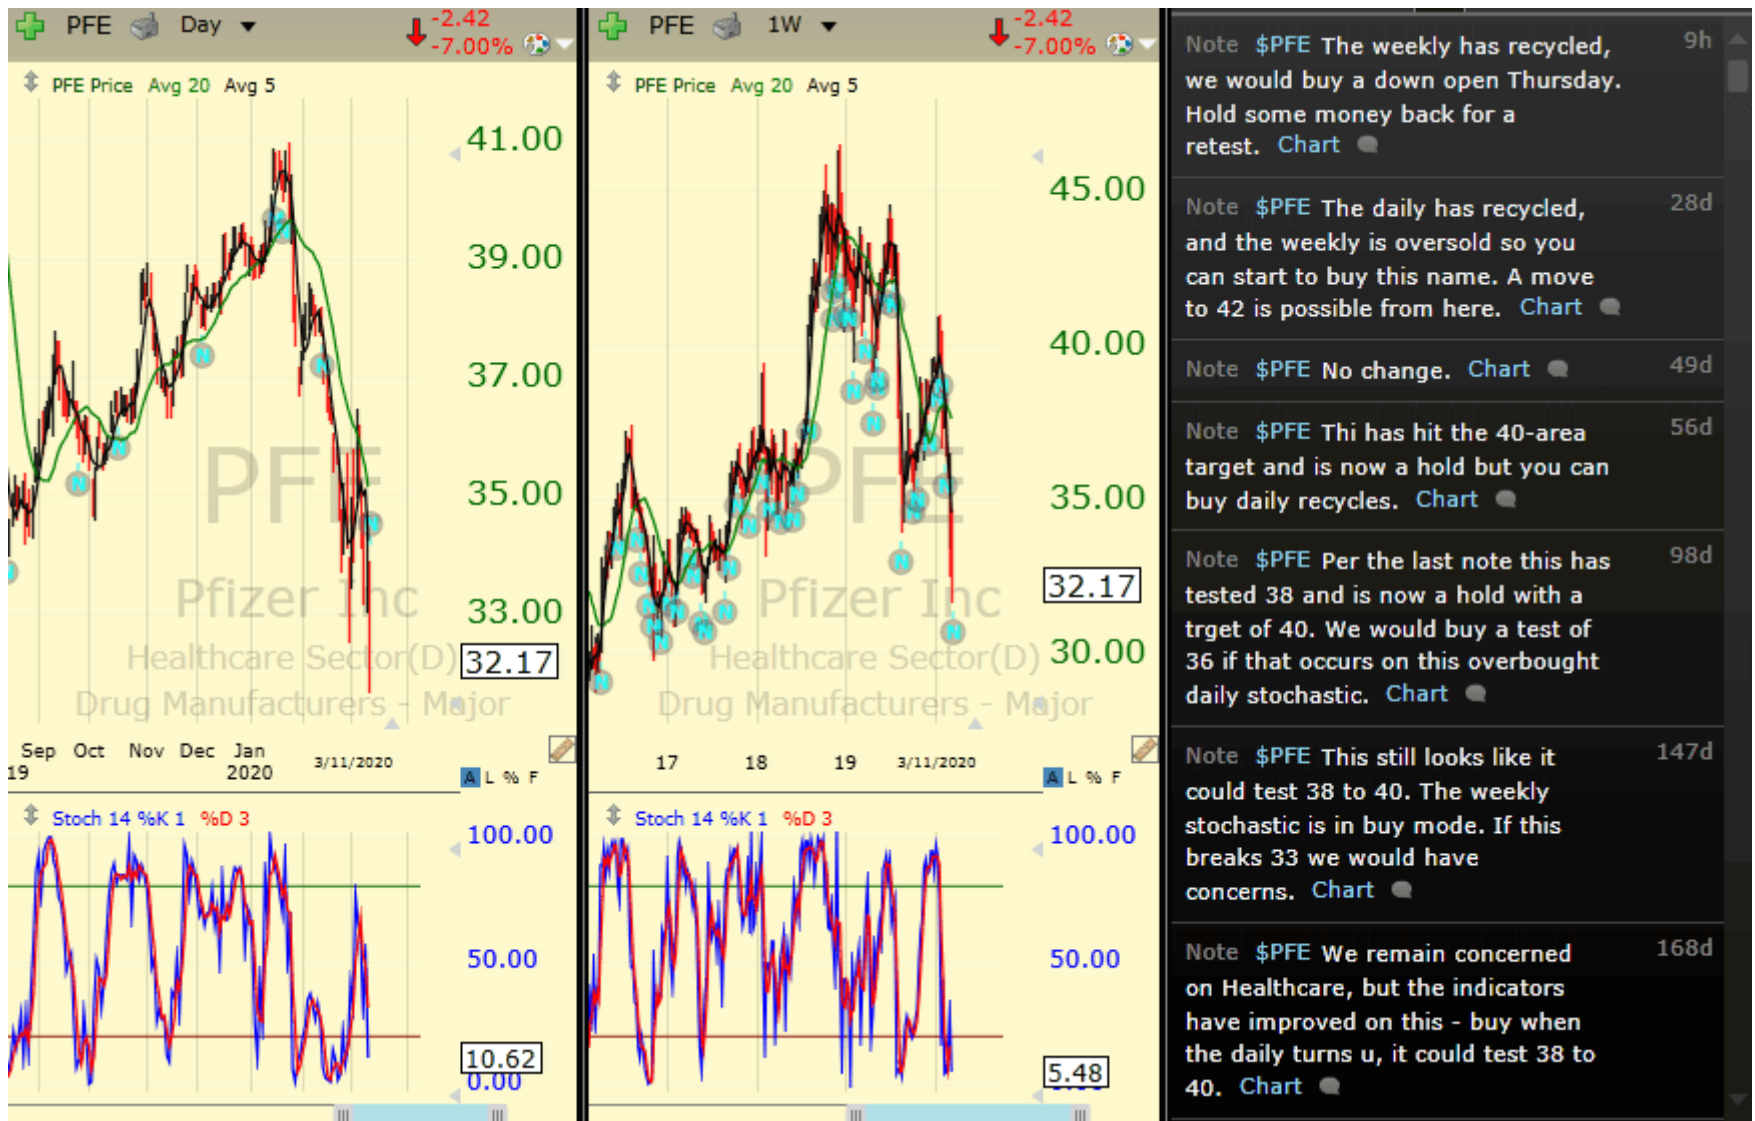 PFE Day
-2.42
-7.00%
PFE Price Avg 20 Avg 5
41.00
39.00
37.00
35.00
33.00
32.17
PFE
Pfizer Inc
Healthcare Sector(D)
Drug Manufacturers - Major
Sep Oct Nov Dec Jan
19 2020 3/11/2020
A L % F
Stoch 14 %K 1 %D 3
100.00
50.00
10.62
0.00
PFE 1W
-2.42
-7.00%
PFE Price Avg 20 Avg 5
45.00
40.00
35.00
32.17
30.00
PFE
Pfizer Inc
Healthcare Sector(D)
Drug Manufacturers - Major
17 18 19 3/11/2020
A L % F
Stoch 14 %K 1 %D 3
100.00
50.00
5.48
Note $PFE The weekly has recycled, 9h
we would buy a down open Thursday.
Hold some money back for a
retest. Chart
Note $PFE The daily has recycled, 28d
and the weekly is oversold so you
can start to buy this name. A move
to 42 is possible from here. Chart
Note $PFE No change. Chart 49d
Note $PFE Thi has hit the 40-area 56d
target and is now a hold but you can
buy daily recycles. Chart
Note $PFE Per the last note this has 98d
tested 38 and is now a hold with a
trget of 40. We would buy a test of
36 if that occurs on this overbought
daily stochastic. Chart
Note $PFE This still looks like it 147d
could test 38 to 40. The weekly
stochastic is in buy mode. If this
breaks 33 we would have
concerns. Chart
Note $PFE We remain concerned 168d
on Healthcare, but the indicators
have improved on this - buy when
the daily turns u, it could test 38 to
40. Chart